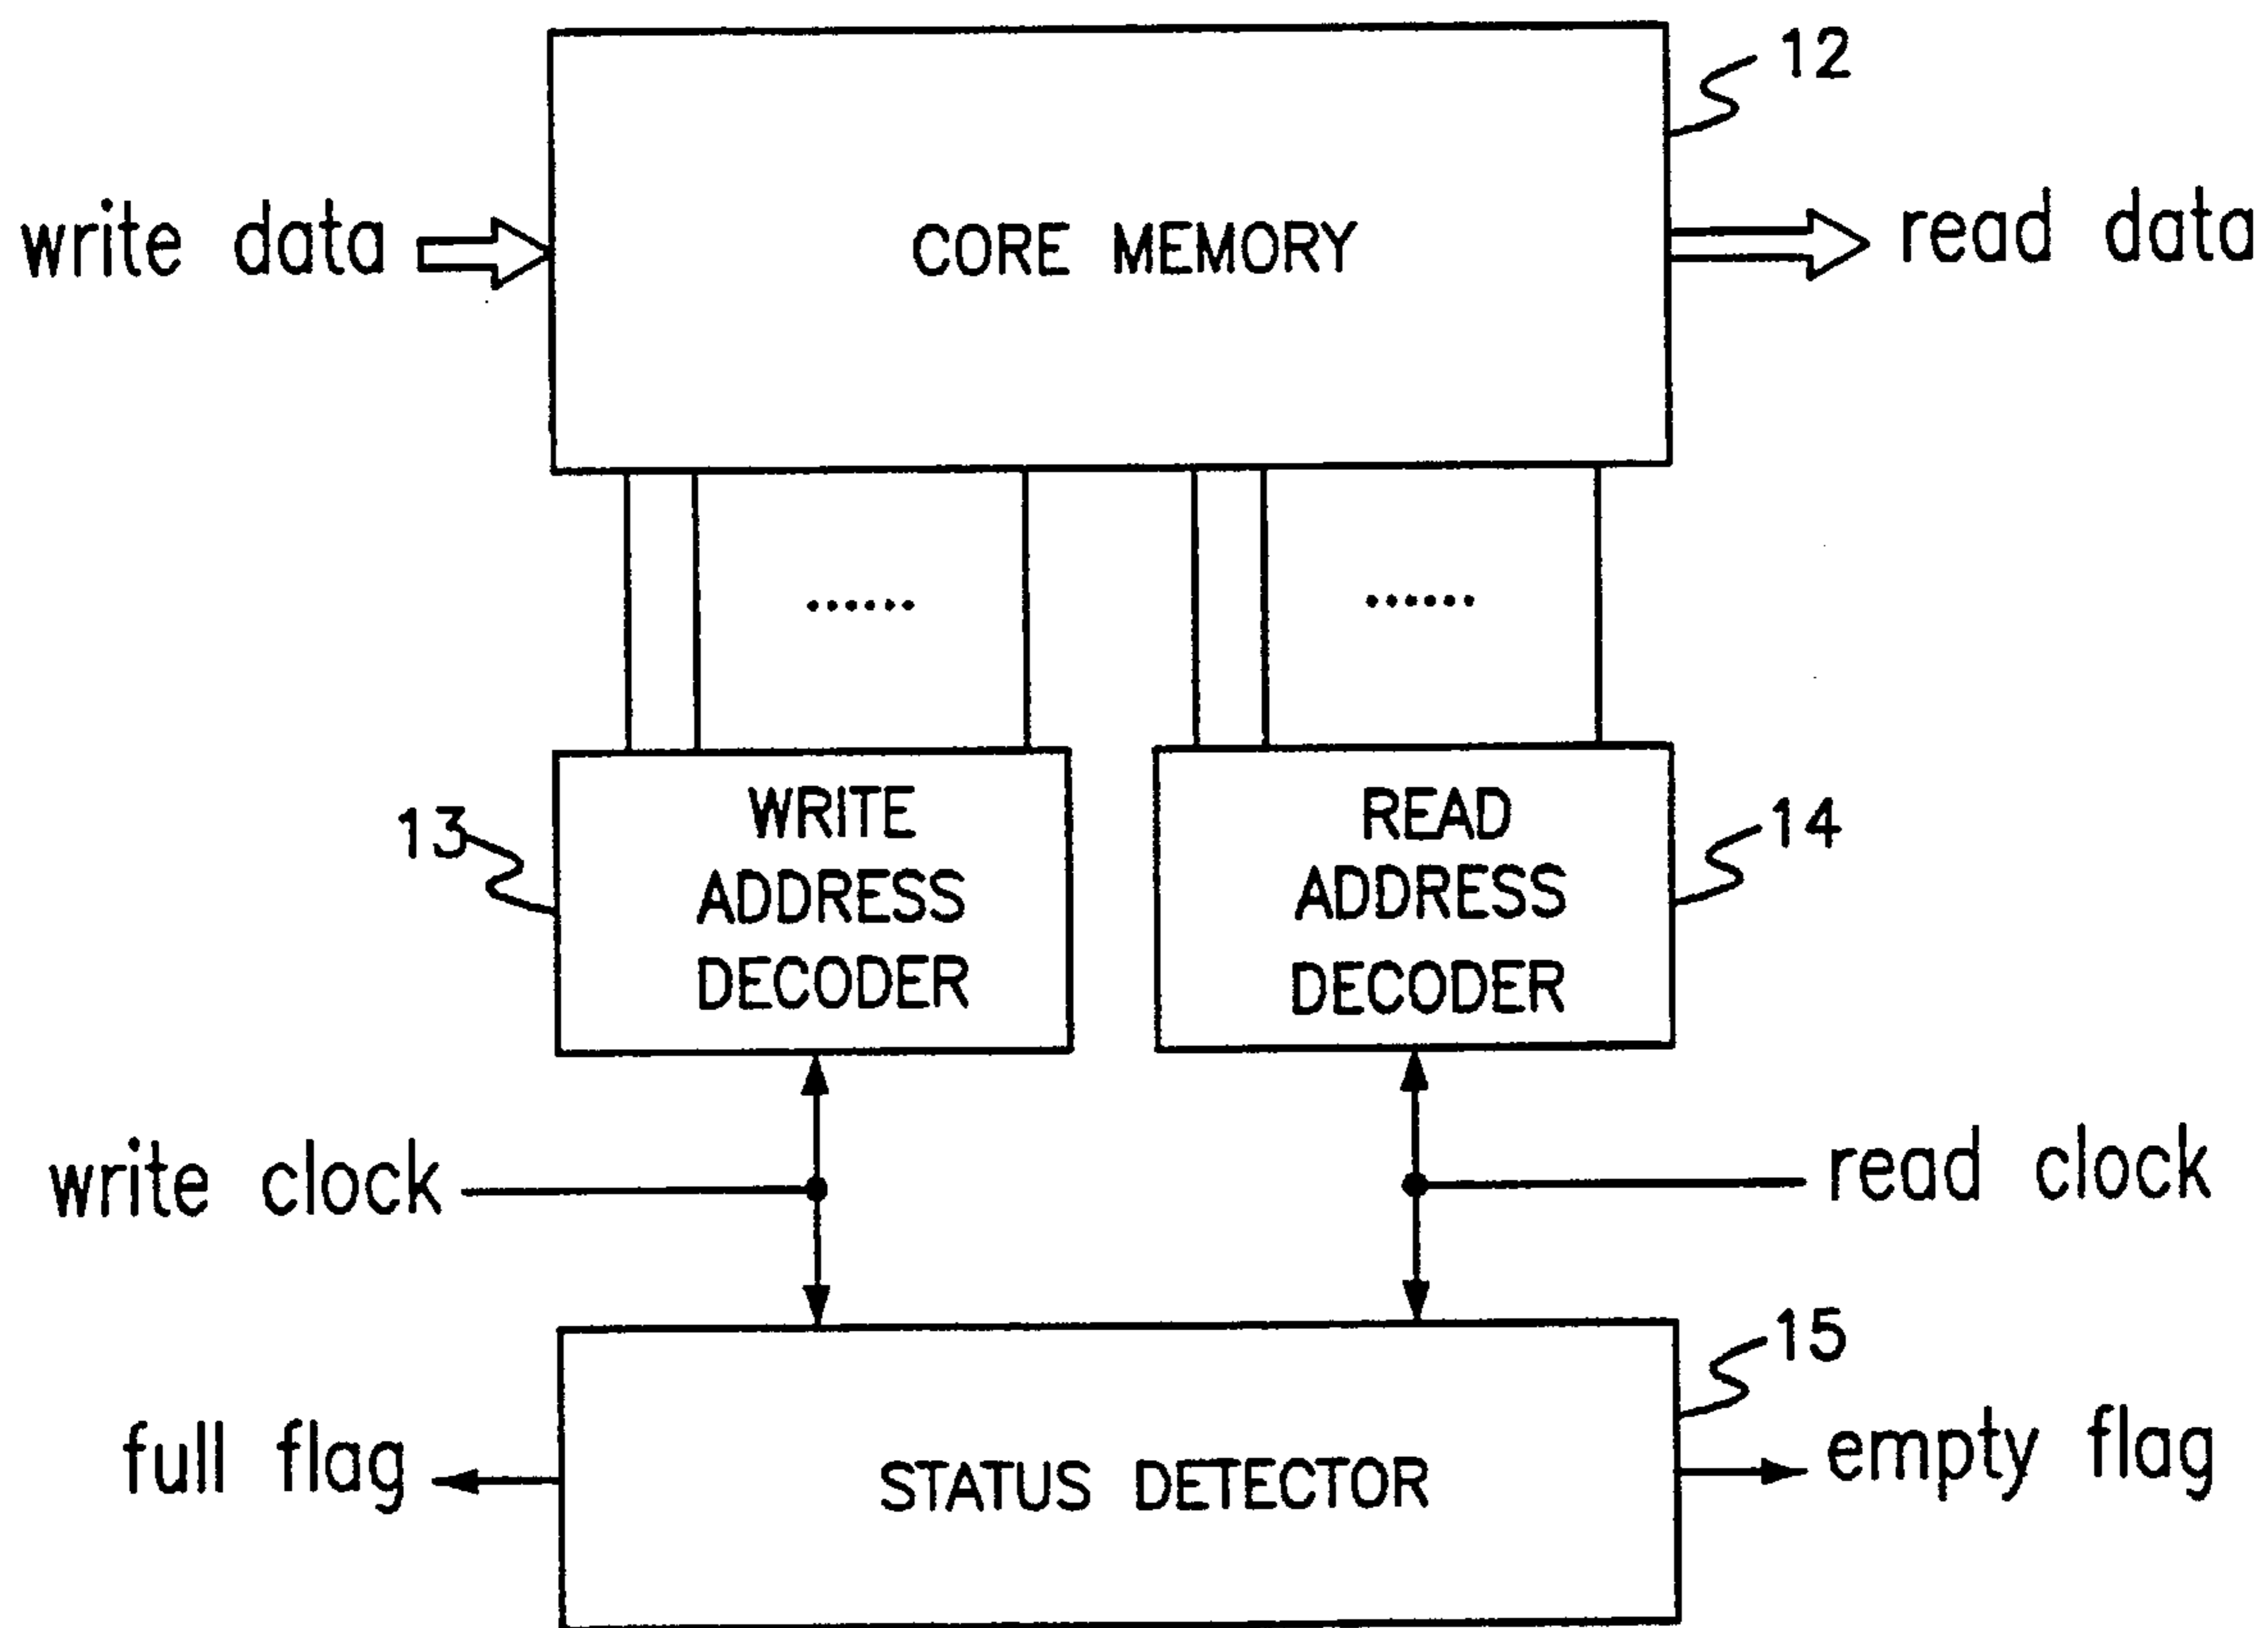 12
write data
CORE MEMORY
read data
13
WRITE
ADDRESS
DECODER
READ
ADDRESS
DECODER
14
write clock
read clock
15
full flag
STATUS DETECTOR
empty flag